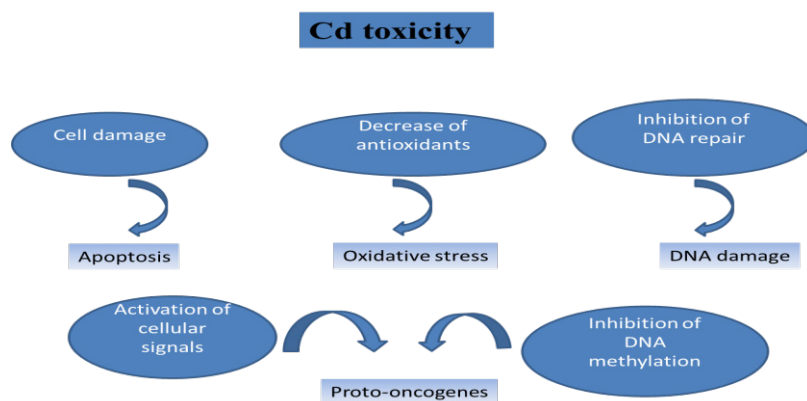 Cd toxicity
Cell damage
Decrease of
antioxidants
Inhibition of
DNA repair
Apoptosis
Oxidative stress
DNA damage
Activation of
cellular
signals
Inhibition of
DNA
methylation
Proto-oncogenes